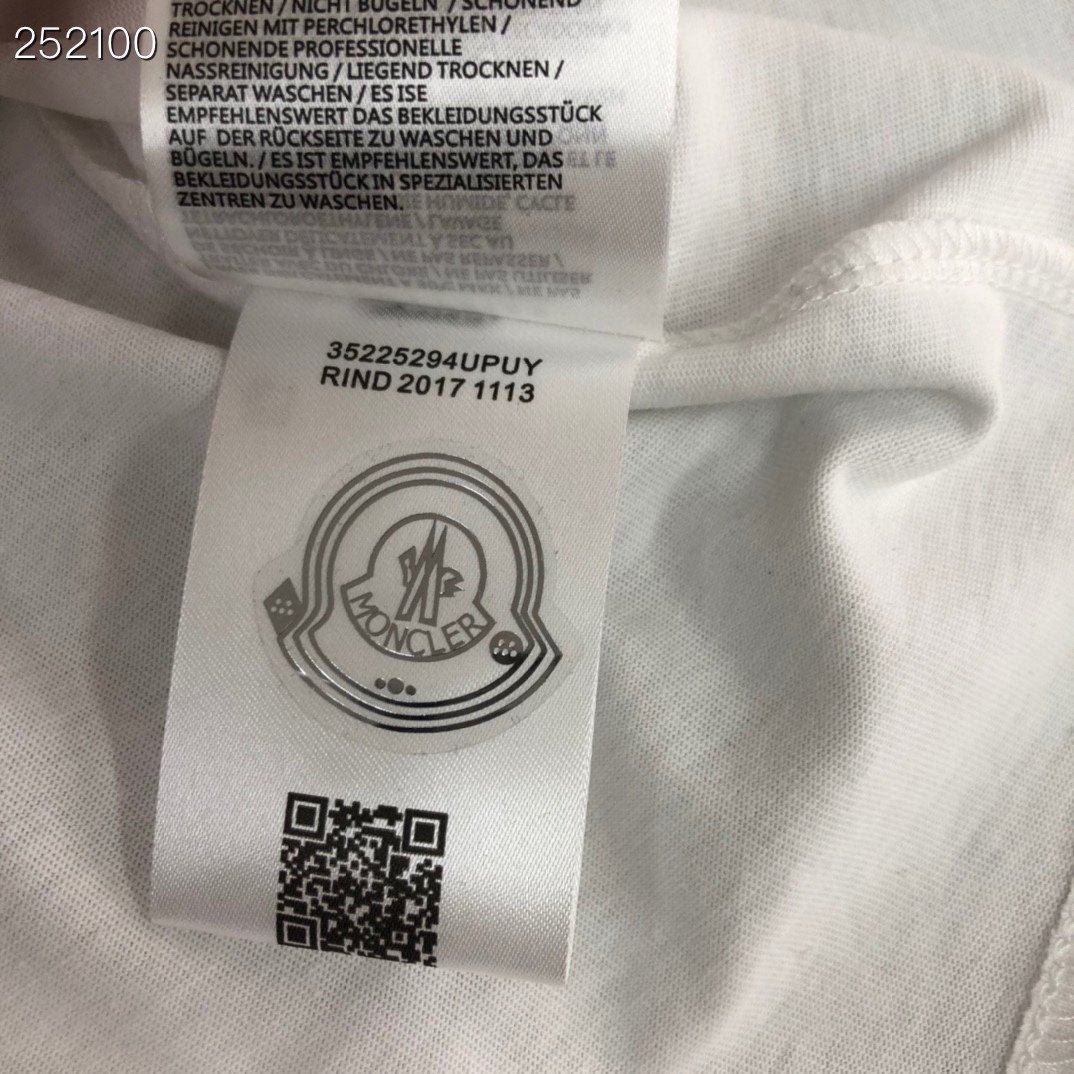 252100
TROCKNEN / NICHT BÜGELN / SCHONEND
REINIGEN MIT PERCHLORETHYLEN /
SCHONENDE PROFESSIONELLE
NASSREINIGUNG / LIEGEND TROCKNEN /
SEPARAT WASCHEN / ES ISE
EMPFEHLENSWERT DAS BEKLEIDUNGSSTÜCK
AUF DER RÜCKSEITE ZU WASCHEN UND
BÜGELN. / ES IST EMPFEHLENSWERT, DAS
BEKLEIDUNGSSTÜCK IN SPEZIALISIERTEN
ZENTREN ZU WASCHEN.
35225294UPUY
RIND 2017 1113
MONCLER